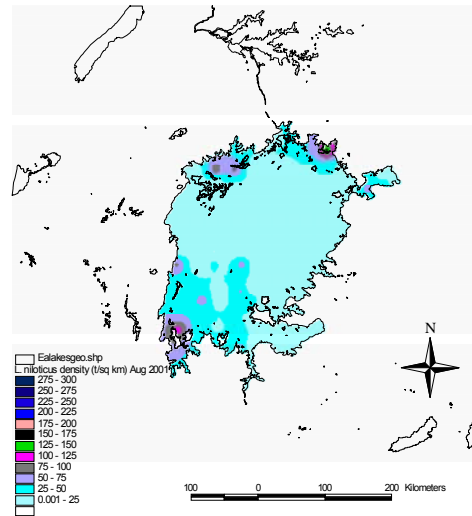 N
Ealakesgeo.shp
L niloticus density (t/sq km) Aug 2001
275 - 300
250 - 275
225 - 250
200 - 225
175 - 200
150 - 175
125 - 150
100 - 125
75 - 100
50 - 75
25 - 50
0.001 - 25
100 0 100 200 Kilometers